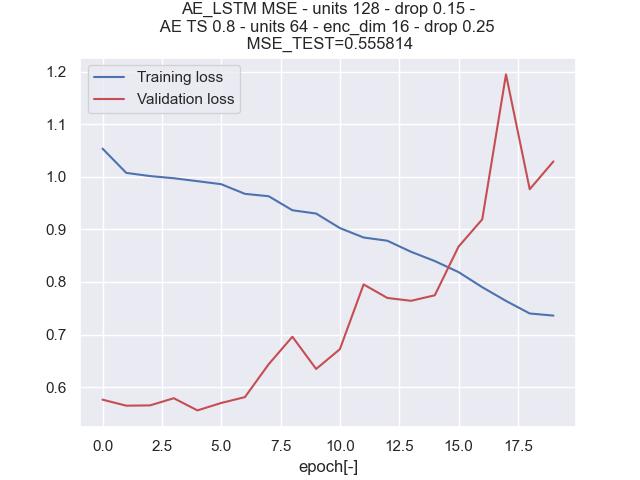 AE_LSTM MSE - units 128 - drop 0.15 -
AE TS 0.8 - units 64 - enc_dim 16 - drop 0.25
MSE_TEST=0.555814
Training loss
Validation loss
1.2
1.1
1.0
0.9
0.8
0.7
0.6
0.0 2.5 5.0 7.5 10.0 12.5 15.0 17.5
epoch[-]